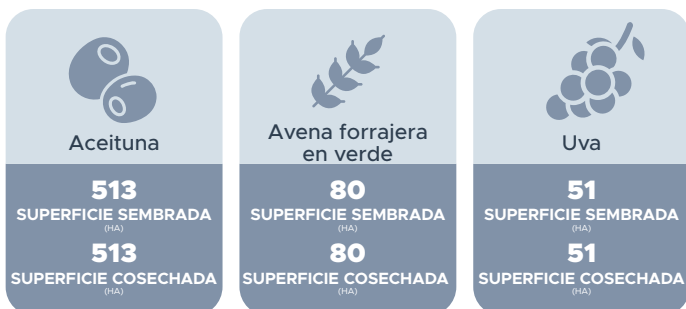 Aceituna
513
SUPERFICIE SEMBRADA
(HA)
513
SUPERFICIE COSECHADA
(HA)
Avena forrajera
en verde
80
SUPERFICIE SEMBRADA
(HA)
80
SUPERFICIE COSECHADA
(HA)
Uva
51
SUPERFICIE SEMBRADA
(HA)
51
SUPERFICIE COSECHADA
(HA)